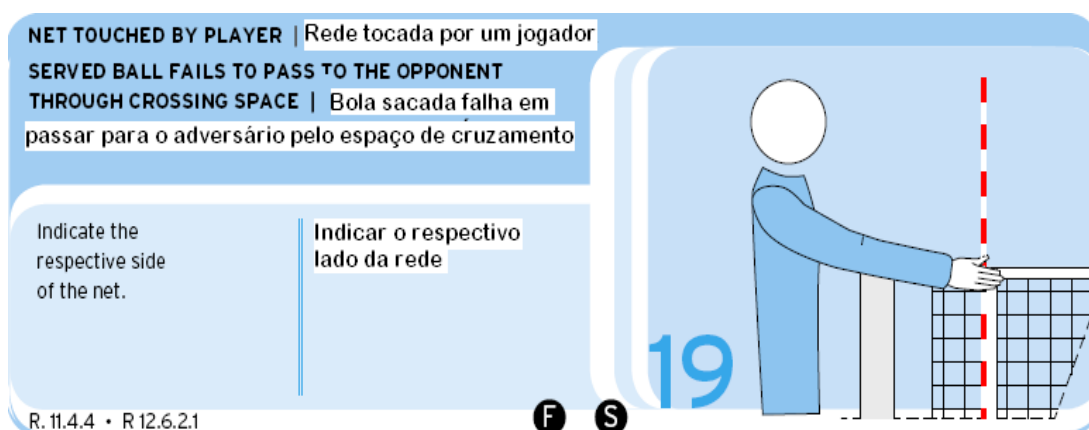 NET TOUCHED BY PLAYER | Rede tocada por um jogador
SERVED BALL FAILS TO PASS TO THE OPPONENT
THROUGH CROSSING SPACE | Bola sacada falha em
passar para o adversário pelo espaço de cruzamento
Indicate the
respective side
of the net.
Indicar o respectivo
lado da rede
19
R. 11.4.4 • R 12.6.2.1
F S